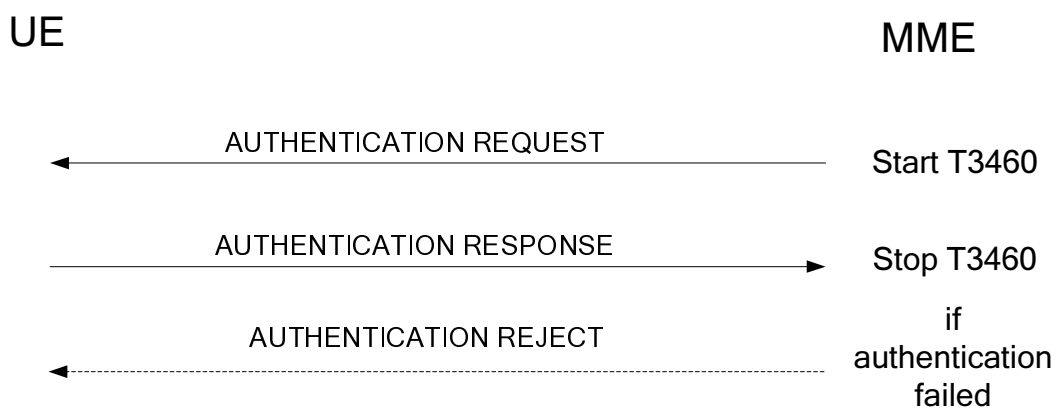 UE
MME
AUTHENTICATION REQUEST
Start T3460
AUTHENTICATION RESPONSE
Stop T3460
AUTHENTICATION REJECT
if
authentication
failed